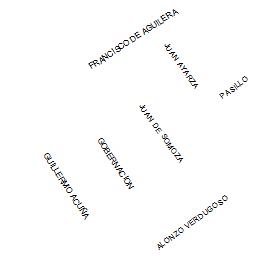 FRANCISCO DE AGUILERA
JUAN AYARZA
PASILLO
JUAN DE SOMOZA
GOBERNACION
GUILLERMO ACUÑA
ALONZO VERDUGOSO